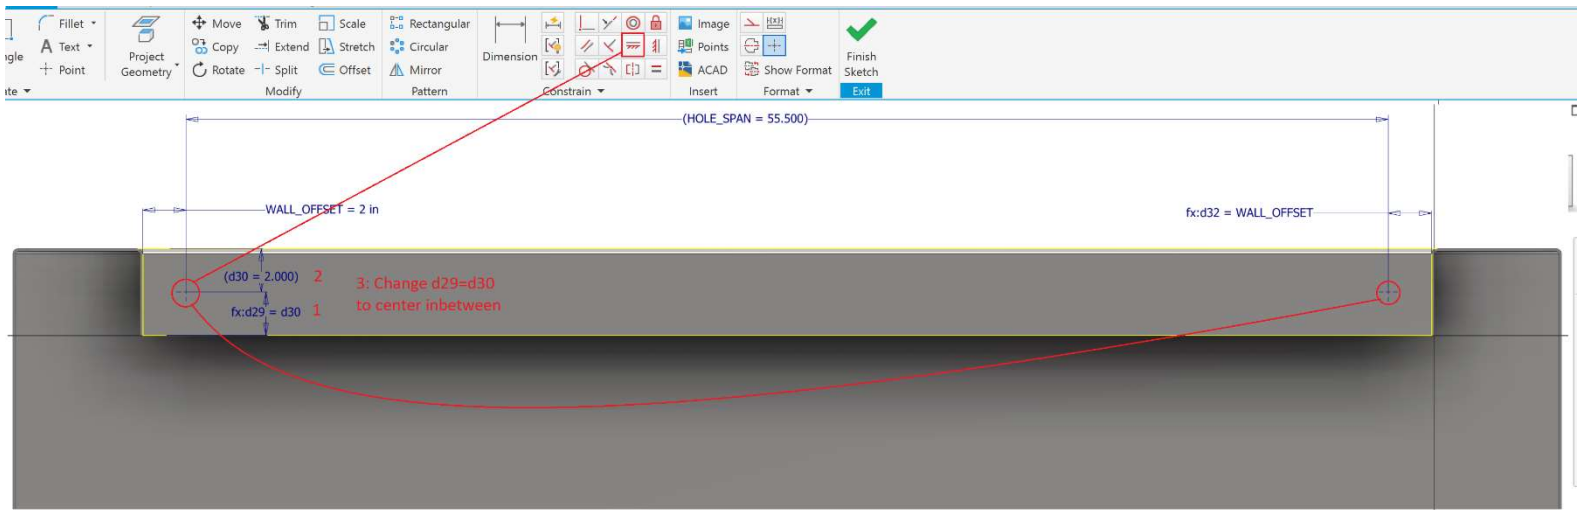 Fillet
Move
Trim
Scale
Rectangular
Image
ngle
A Text
Project
Geometry
Copy
Extend
Stretch
Circular
Dimension
Points
Finish
Sketch
Point
Rotate
Split
Offset
Mirror
ACAD
Show Format
ate
Modify
Pattern
Constrain
Insert
Format
Exit
(HOLE_SPAN = 55.500)
WALL_OFFSET = 2 in
fx:d32 = WALL_OFFSET
(d30 = 2.000) 2
3: Change d29=d30
to center inbetween
fx:d29 = d30 1